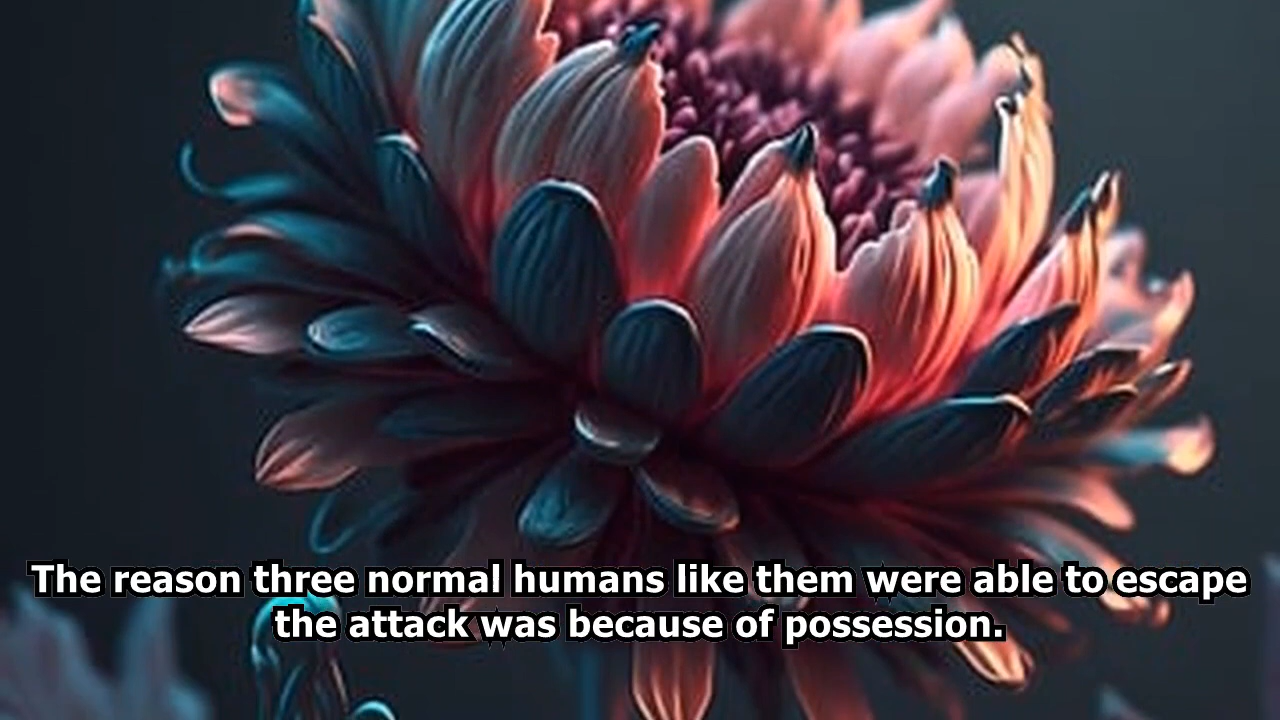 The reason three normal humans like them were able to escape
the attack was because of possession.